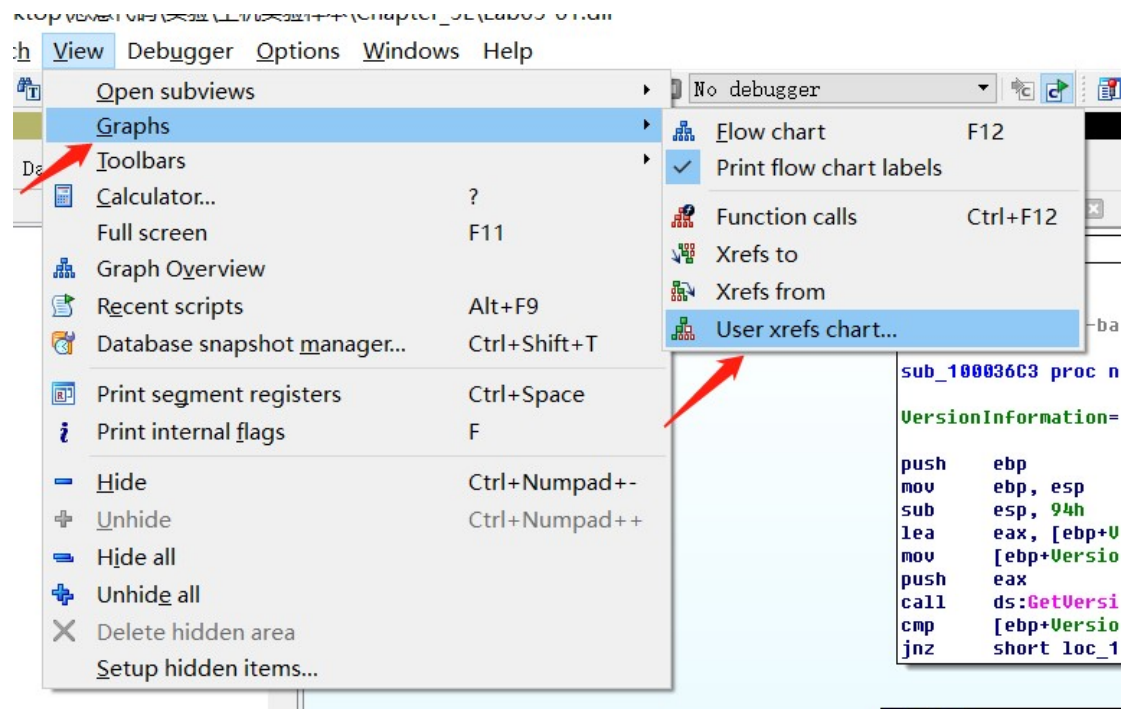 View Debugger Options Windows Help
Open subviews
No debugger
Graphs
Flow chart F12
Toolbars
Print flow chart labels
Calculator... ?
Function calls Ctrl+F12
Full screen F11
Xrefs to
Graph Overview
Xrefs from
Recent scripts Alt+F9
User xrefs chart...
Database snapshot manager... Ctrl+Shift+T
sub_100036C3 proc n
Print segment registers Ctrl+Space
VersionInformation=
Print internal flags F
push ebp
mov ebp, esp
Hide Ctrl+Numpad+-
sub esp, 94h
Unhide Ctrl+Numpad++
lea eax, [ebp+V
Hide all
mov [ebp+Versio
push eax
Unhide all
call ds:GetVersi
cmp [ebp+Versio
Delete hidden area
jnz short loc_1
Setup hidden items...